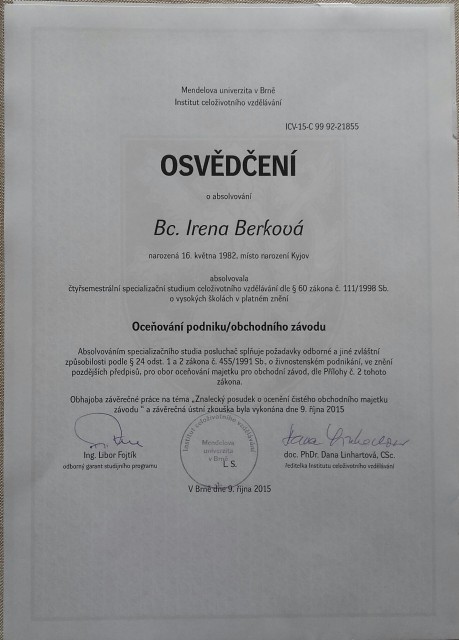 Mendelova univerzita v Brně
Institut celoživotního vzdělávání
ICV-15-C 99 92-21855
OSVĚDČENÍ
o absolvování
Bc. Irena Berková
narozená 16. května 1982, místo narození Kyjov
absolvovala
čtyřsemestrální specializační studium celoživotního vzdělávání dle § 60 zákona č. 111/1998 Sb.
o vysokých školách v platném znění
Oceňování podniku/obchodního závodu
Absolvováním specializačního studia posluchač splňuje požadavky odborné a jiné zvláštní
způsobilosti podle § 24 odst. 1 a 2 zákona č. 455/1991 Sb., o živnostenském podnikání, ve znění
pozdějších předpisů, pro obor oceňování majetku pro obchodní závod, dle Přílohy č. 2 tohoto
zákona.
Obhajoba závěrečné práce na téma „Znalecký posudek o ocenění čistého obchodního majetku
závodu “ a závěrečná ústní zkouška byla vykonána dne 9. října 2015
Institut celoživotního vzdělávání
Mendelova
univerzita
v Brně
L S.
Ing. Libor Fojtík
odborný garant studijního programu
doc. PhDr. Dana Linhartová, CSc.
ředitelka Institutu celoživotního vzdělávání
V Brně dne 9. října 2015